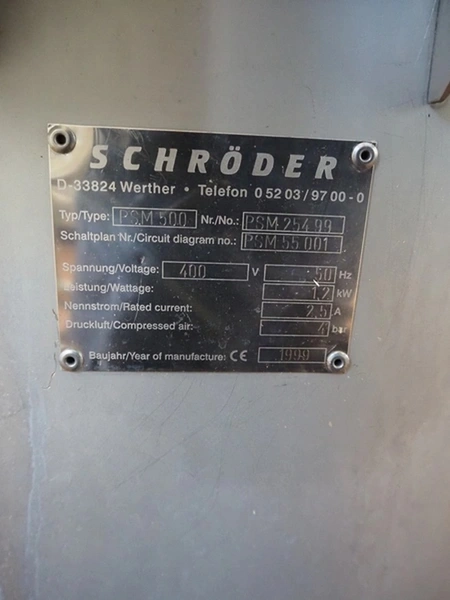 SCHRÖDER
D-33824 Werther • Telefon 0 52 03 / 97 00 - 0
Typ/Type: PSM 500 Nr./No.: PSM 254 99
Schaltplan Nr./Circuit diagram no.: PSM 55 001
Spannung/Voltage: 400 V 50 Hz
Leistung/Wattage: 1,2 kW
Nennstrom/Rated current: 2,5 A
Druckluft/Compressed air: 4 bar
Baujahr/Year of manufacture: CE 1999